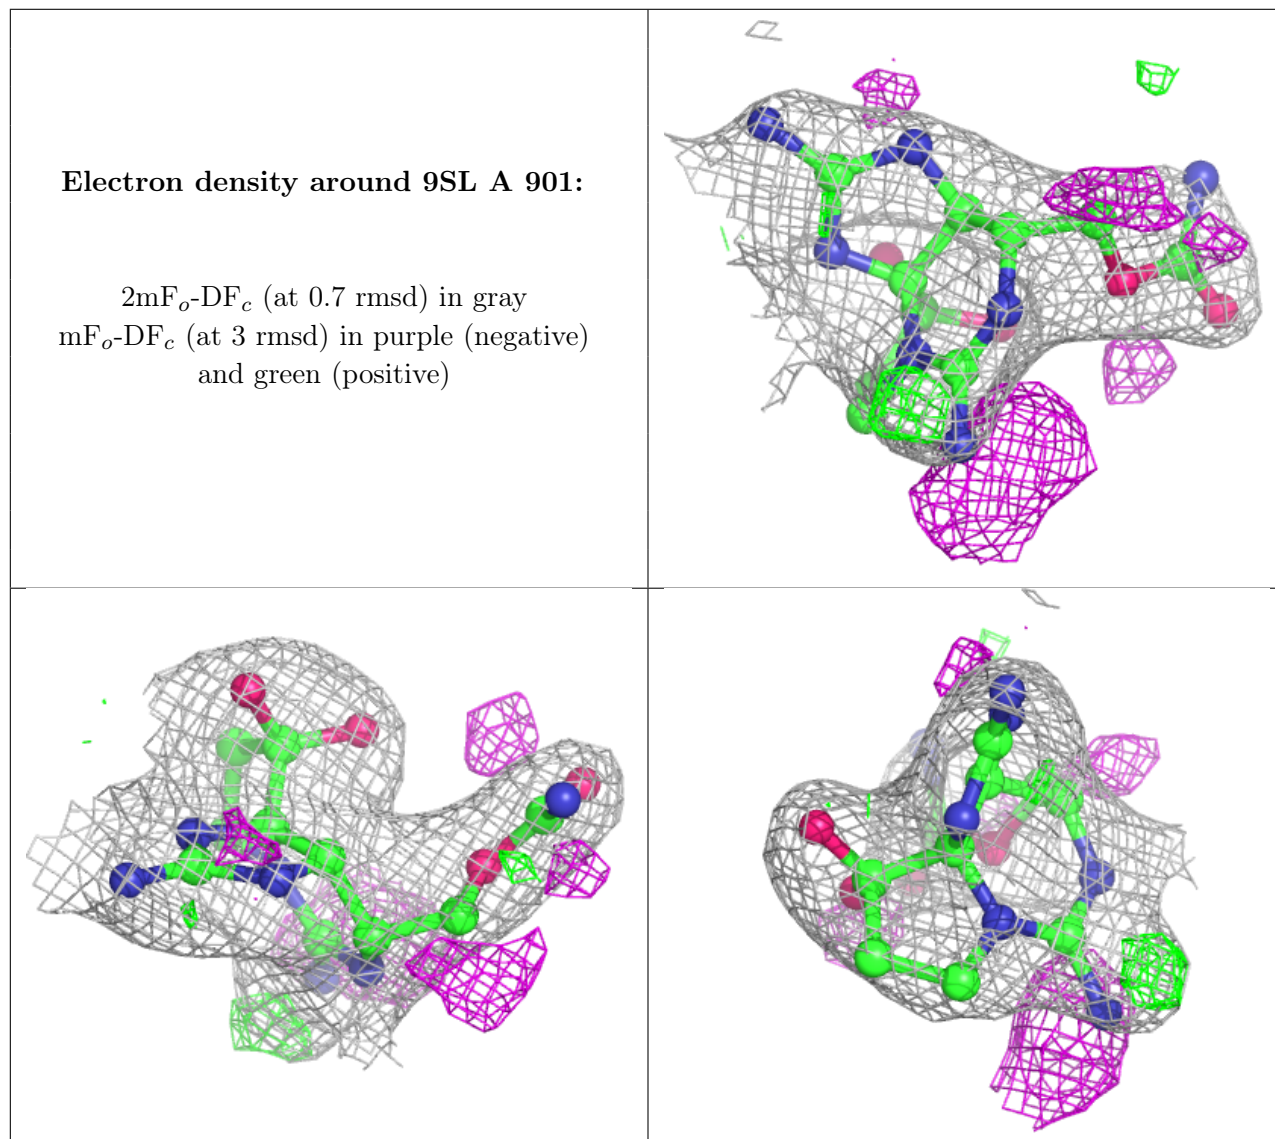 Electron density around 9SL A 901:
2mFo-DFc (at 0.7 rmsd) in gray
mFo-DFc (at 3 rmsd) in purple (negative)
and green (positive)